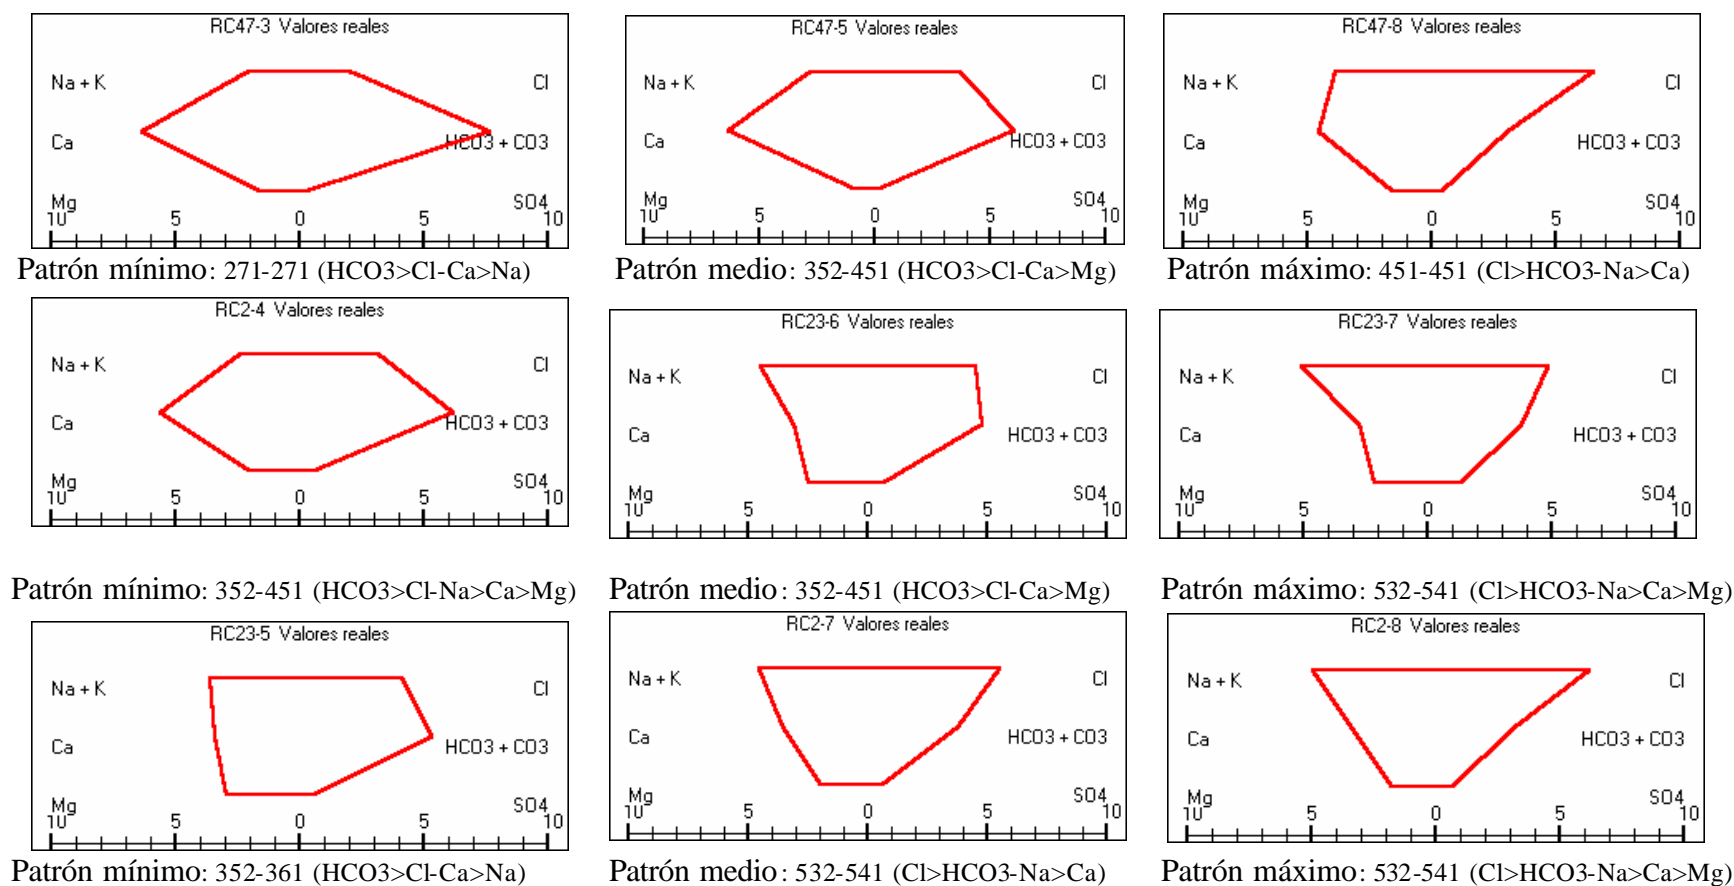 RC47-3 Valores reales
Na + K
Cl
Ca
HCO3 + CO3
Mg
SO4
10 5 0 5 10
Patrón mínimo: 271-271 (HCO3>Cl-Ca>Na)
RC47-5 Valores reales
Na + K
Cl
Ca
HCO3 + CO3
Mg
SO4
10 5 0 5 10
Patrón medio: 352-451 (HCO3>Cl-Ca>Mg)
RC47-8 Valores reales
Na + K
Cl
Ca
HCO3 + CO3
Mg
SO4
10 5 0 5 10
Patrón máximo: 451-451 (Cl>HCO3-Na>Ca)
RC2-4 Valores reales
Na + K
Cl
Ca
HCO3 + CO3
Mg
SO4
10 5 0 5 10
Patrón mínimo: 352-451 (HCO3>Cl-Na>Ca>Mg)
RC23-6 Valores reales
Na + K
Cl
Ca
HCO3 + CO3
Mg
SO4
10 5 0 5 10
Patrón medio: 352-451 (HCO3>Cl-Ca>Mg)
RC23-7 Valores reales
Na + K
Cl
Ca
HCO3 + CO3
Mg
SO4
10 5 0 5 10
Patrón máximo: 532-541 (Cl>HCO3-Na>Ca>Mg)
RC23-5 Valores reales
Na + K
Cl
Ca
HCO3 + CO3
Mg
SO4
10 5 0 5 10
Patrón mínimo: 352-361 (HCO3>Cl-Ca>Na)
RC2-7 Valores reales
Na + K
Cl
Ca
HCO3 + CO3
Mg
SO4
10 5 0 5 10
Patrón medio: 532-541 (Cl>HCO3-Na>Ca)
RC2-8 Valores reales
Na + K
Cl
Ca
HCO3 + CO3
Mg
SO4
10 5 0 5 10
Patrón máximo: 532-541 (Cl>HCO3-Na>Ca>Mg)